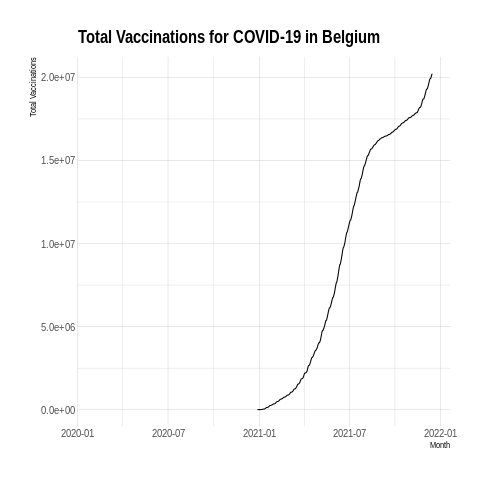 Total Vaccinations for COVID-19 in Belgium
Total Vaccinations
2.0e+07
1.5e+07
1.0e+07
5.0e+06
0.0e+00
2020-01 2020-07 2021-01 2021-07 2022-01
Month